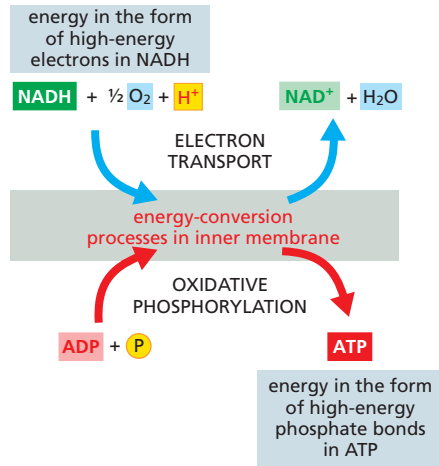 energy in the form
of high-energy
electrons in NADH
NADH + ½ O₂ + H⁺
NAD⁺ + H₂O
ELECTRON
TRANSPORT
energy-conversion
processes in inner membrane
OXIDATIVE
PHOSPHORYLATION
ADP + P
ATP
energy in the form
of high-energy
phosphate bonds
in ATP